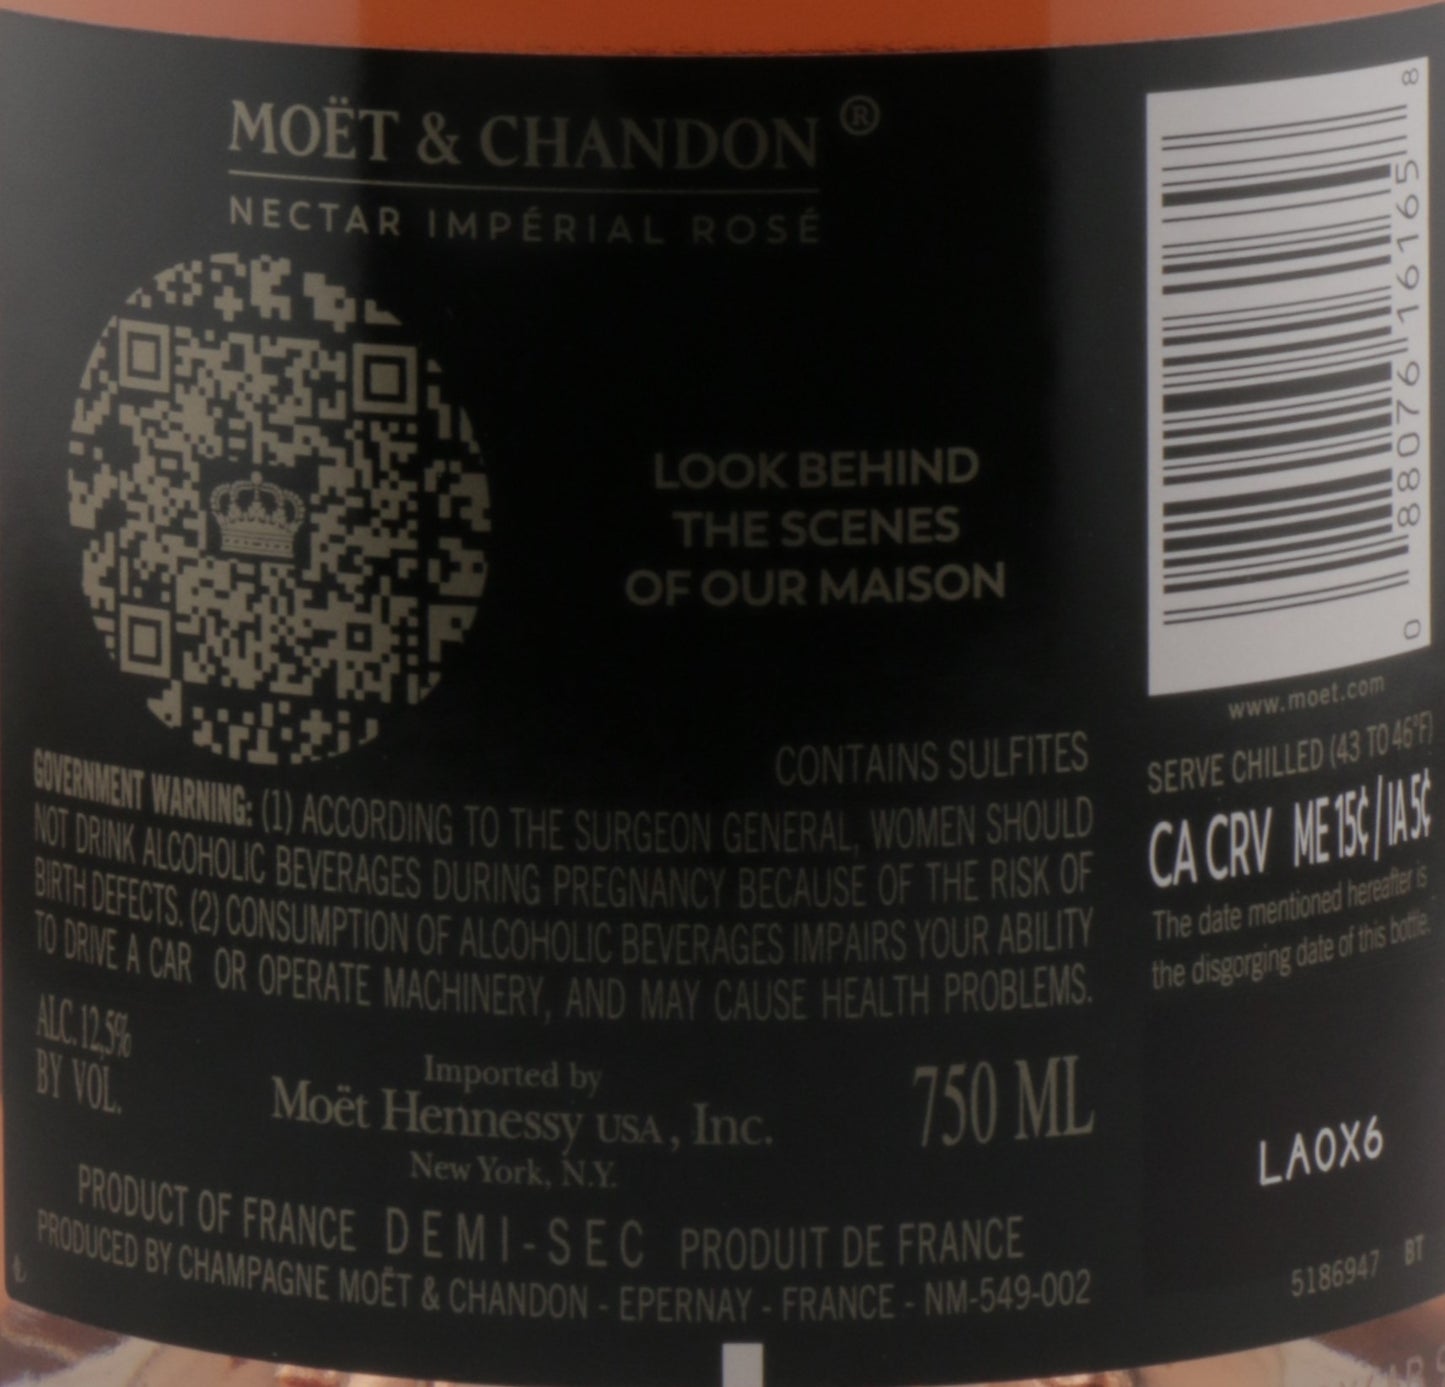 MOËT & CHANDON ®
NECTAR IMPÉRIAL ROSÉ
LOOK BEHIND
THE SCENES
OF OUR MAISON
CONTAINS SULFITES
GOVERNMENT WARNING: (1) ACCORDING TO THE SURGEON GENERAL, WOMEN SHOULD
NOT DRINK ALCOHOLIC BEVERAGES DURING PREGNANCY BECAUSE OF THE RISK OF
BIRTH DEFECTS. (2) CONSUMPTION OF ALCOHOLIC BEVERAGES IMPAIRS YOUR ABILITY
TO DRIVE A CAR OR OPERATE MACHINERY, AND MAY CAUSE HEALTH PROBLEMS.
ALC. 12,5%
BY VOL.
Imported by
Moët Hennessy USA, Inc.
New York, N.Y.
750 ML
PRODUCT OF FRANCE DEMI-SEC PRODUIT DE FRANCE
PRODUCED BY CHAMPAGNE MOËT & CHANDON - EPERNAY - FRANCE - NM-549-002
0 88076 16165 8
www.moet.com
SERVE CHILLED (43 TO 46°F)
CA CRV ME 15¢ / IA 5¢
The date mentioned hereafter is
the disgorging date of this bottle.
LA0X6
5186947 BT